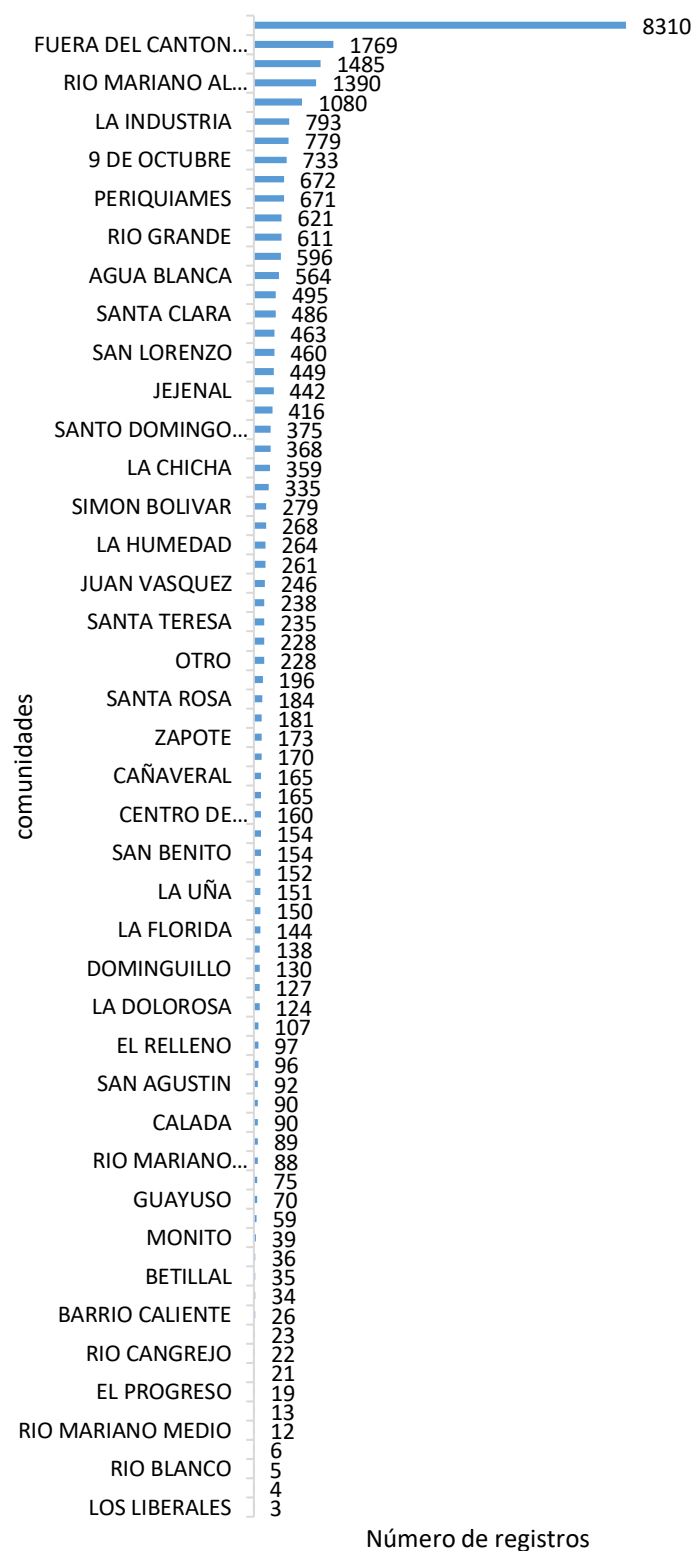 8310
FUERA DEL CANTON... 1769
1485
RIO MARIANO AL... 1390
1080
LA INDUSTRIA 793
779
9 DE OCTUBRE 733
672
PERIQUIAMES 671
621
RIO GRANDE 611
596
AGUA BLANCA 564
495
SANTA CLARA 486
463
SAN LORENZO 460
449
JEJENAL 442
416
SANTO DOMINGO... 375
368
LA CHICHA 359
335
SIMON BOLIVAR 279
268
LA HUMEDAD 264
261
JUAN VASQUEZ 246
238
SANTA TERESA 235
228
OTRO 228
196
SANTA ROSA 184
181
ZAPOTE 173
170
CAÑAVERAL 165
165
CENTRO DE... 160
154
SAN BENITO 154
152
LA UÑA 151
150
LA FLORIDA 144
138
DOMINGUILLO 130
127
LA DOLOROSA 124
107
EL RELLENO 97
96
SAN AGUSTIN 92
90
CALADA 90
89
RIO MARIANO... 88
75
GUAYUSO 70
59
MONITO 39
36
BETILLAL 35
34
BARRIO CALIENTE 26
23
RIO CANGREJO 22
21
EL PROGRESO 19
13
RIO MARIANO MEDIO 12
6
RIO BLANCO 5
4
LOS LIBERALES 3
comunidades
Número de registros